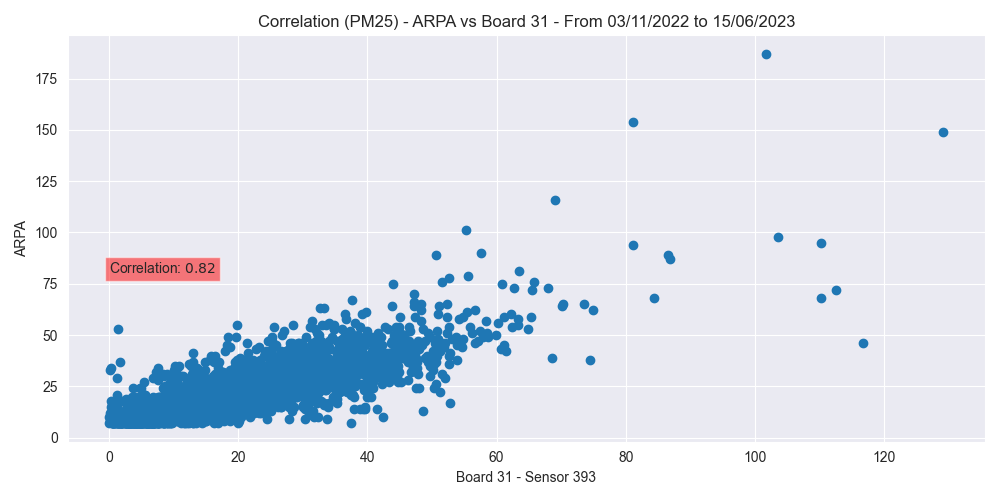 Correlation (PM25) - ARPA vs Board 31 - From 03/11/2022 to 15/06/2023
175
150
125
100
75
50
25
0
ARPA
Correlation: 0.82
0 20 40 60 80 100 120
Board 31 - Sensor 393